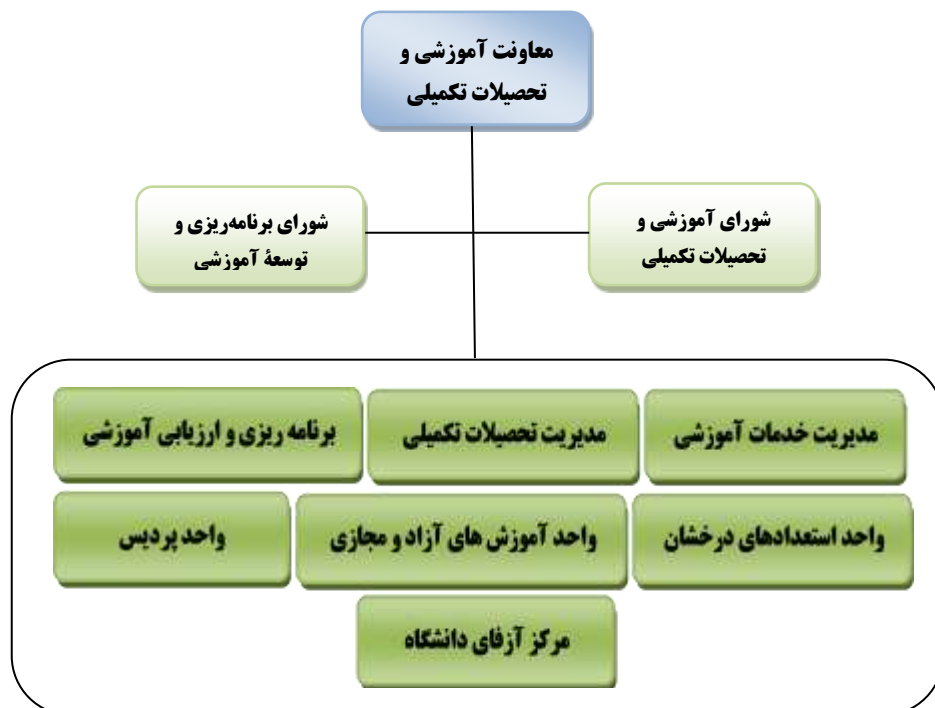 معاونت آموزشی و
تحصیلات تکمیلی
شورای آموزشی و
تحصیلات تکمیلی
شورای برنامه‌ریزی و
توسعهٔ آموزشی
مدیریت خدمات آموزشی
مدیریت تحصیلات تکمیلی
برنامه ریزی و ارزیابی آموزشی
واحد استعدادهای درخشان
واحد آموزش های آزاد و مجازی
واحد پردیس
مرکز آزفای دانشگاه